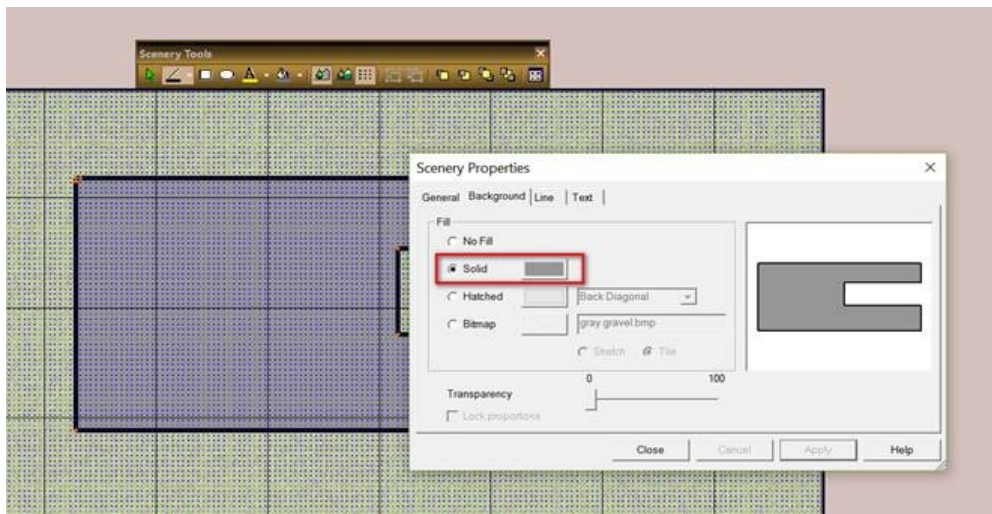 Scenery Tools
A
Scenery Properties
General Background Line Text
Fill
No Fill
Solid
Hatched Back Diagonal
Bitmap gray gravel.bmp
Stretch Tile
0 100
Transparency
Lock proportions
Close Cancel Apply Help